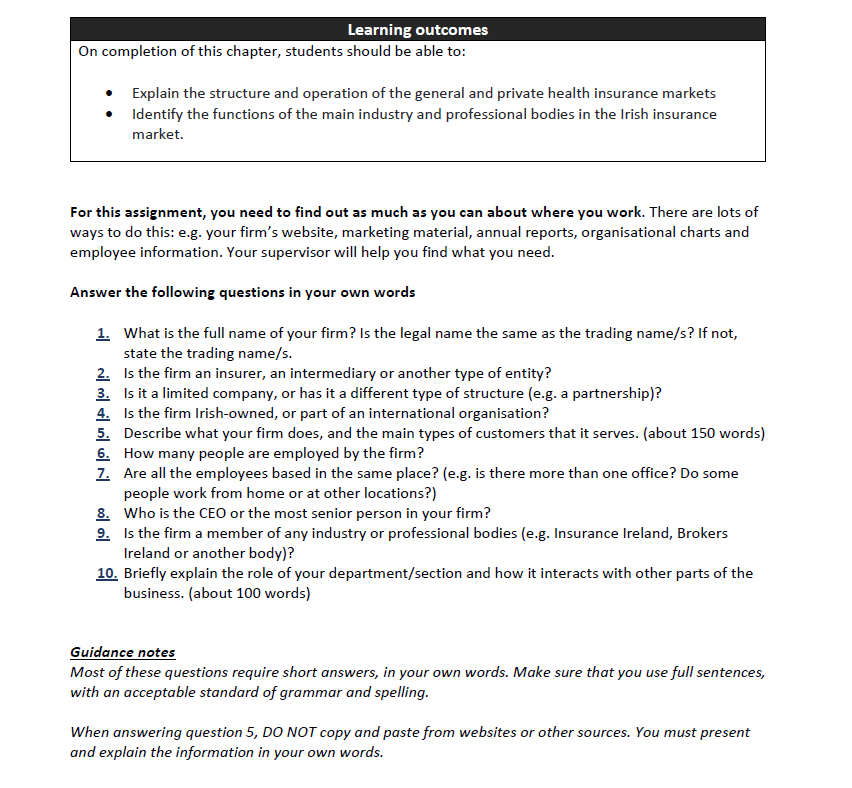 Learning outcomes
On completion of this chapter, students should be able to:
• Explain the structure and operation of the general and private health insurance markets
• Identify the functions of the main industry and professional bodies in the Irish insurance
market.
For this assignment, you need to find out as much as you can about where you work. There are lots of
ways to do this: e.g. your firm’s website, marketing material, annual reports, organisational charts and
employee information. Your supervisor will help you find what you need.
Answer the following questions in your own words
1. What is the full name of your firm? Is the legal name the same as the trading name/s? If not,
state the trading name/s.
2. Is the firm an insurer, an intermediary or another type of entity?
3. Is it a limited company, or has it a different type of structure (e.g. a partnership)?
4. Is the firm Irish-owned, or part of an international organisation?
5. Describe what your firm does, and the main types of customers that it serves. (about 150 words)
6. How many people are employed by the firm?
7. Are all the employees based in the same place? (e.g. is there more than one office? Do some
people work from home or at other locations?)
8. Who is the CEO or the most senior person in your firm?
9. Is the firm a member of any industry or professional bodies (e.g. Insurance Ireland, Brokers
Ireland or another body)?
10. Briefly explain the role of your department/section and how it interacts with other parts of the
business. (about 100 words)
Guidance notes
Most of these questions require short answers, in your own words. Make sure that you use full sentences,
with an acceptable standard of grammar and spelling.
When answering question 5, DO NOT copy and paste from websites or other sources. You must present
and explain the information in your own words.